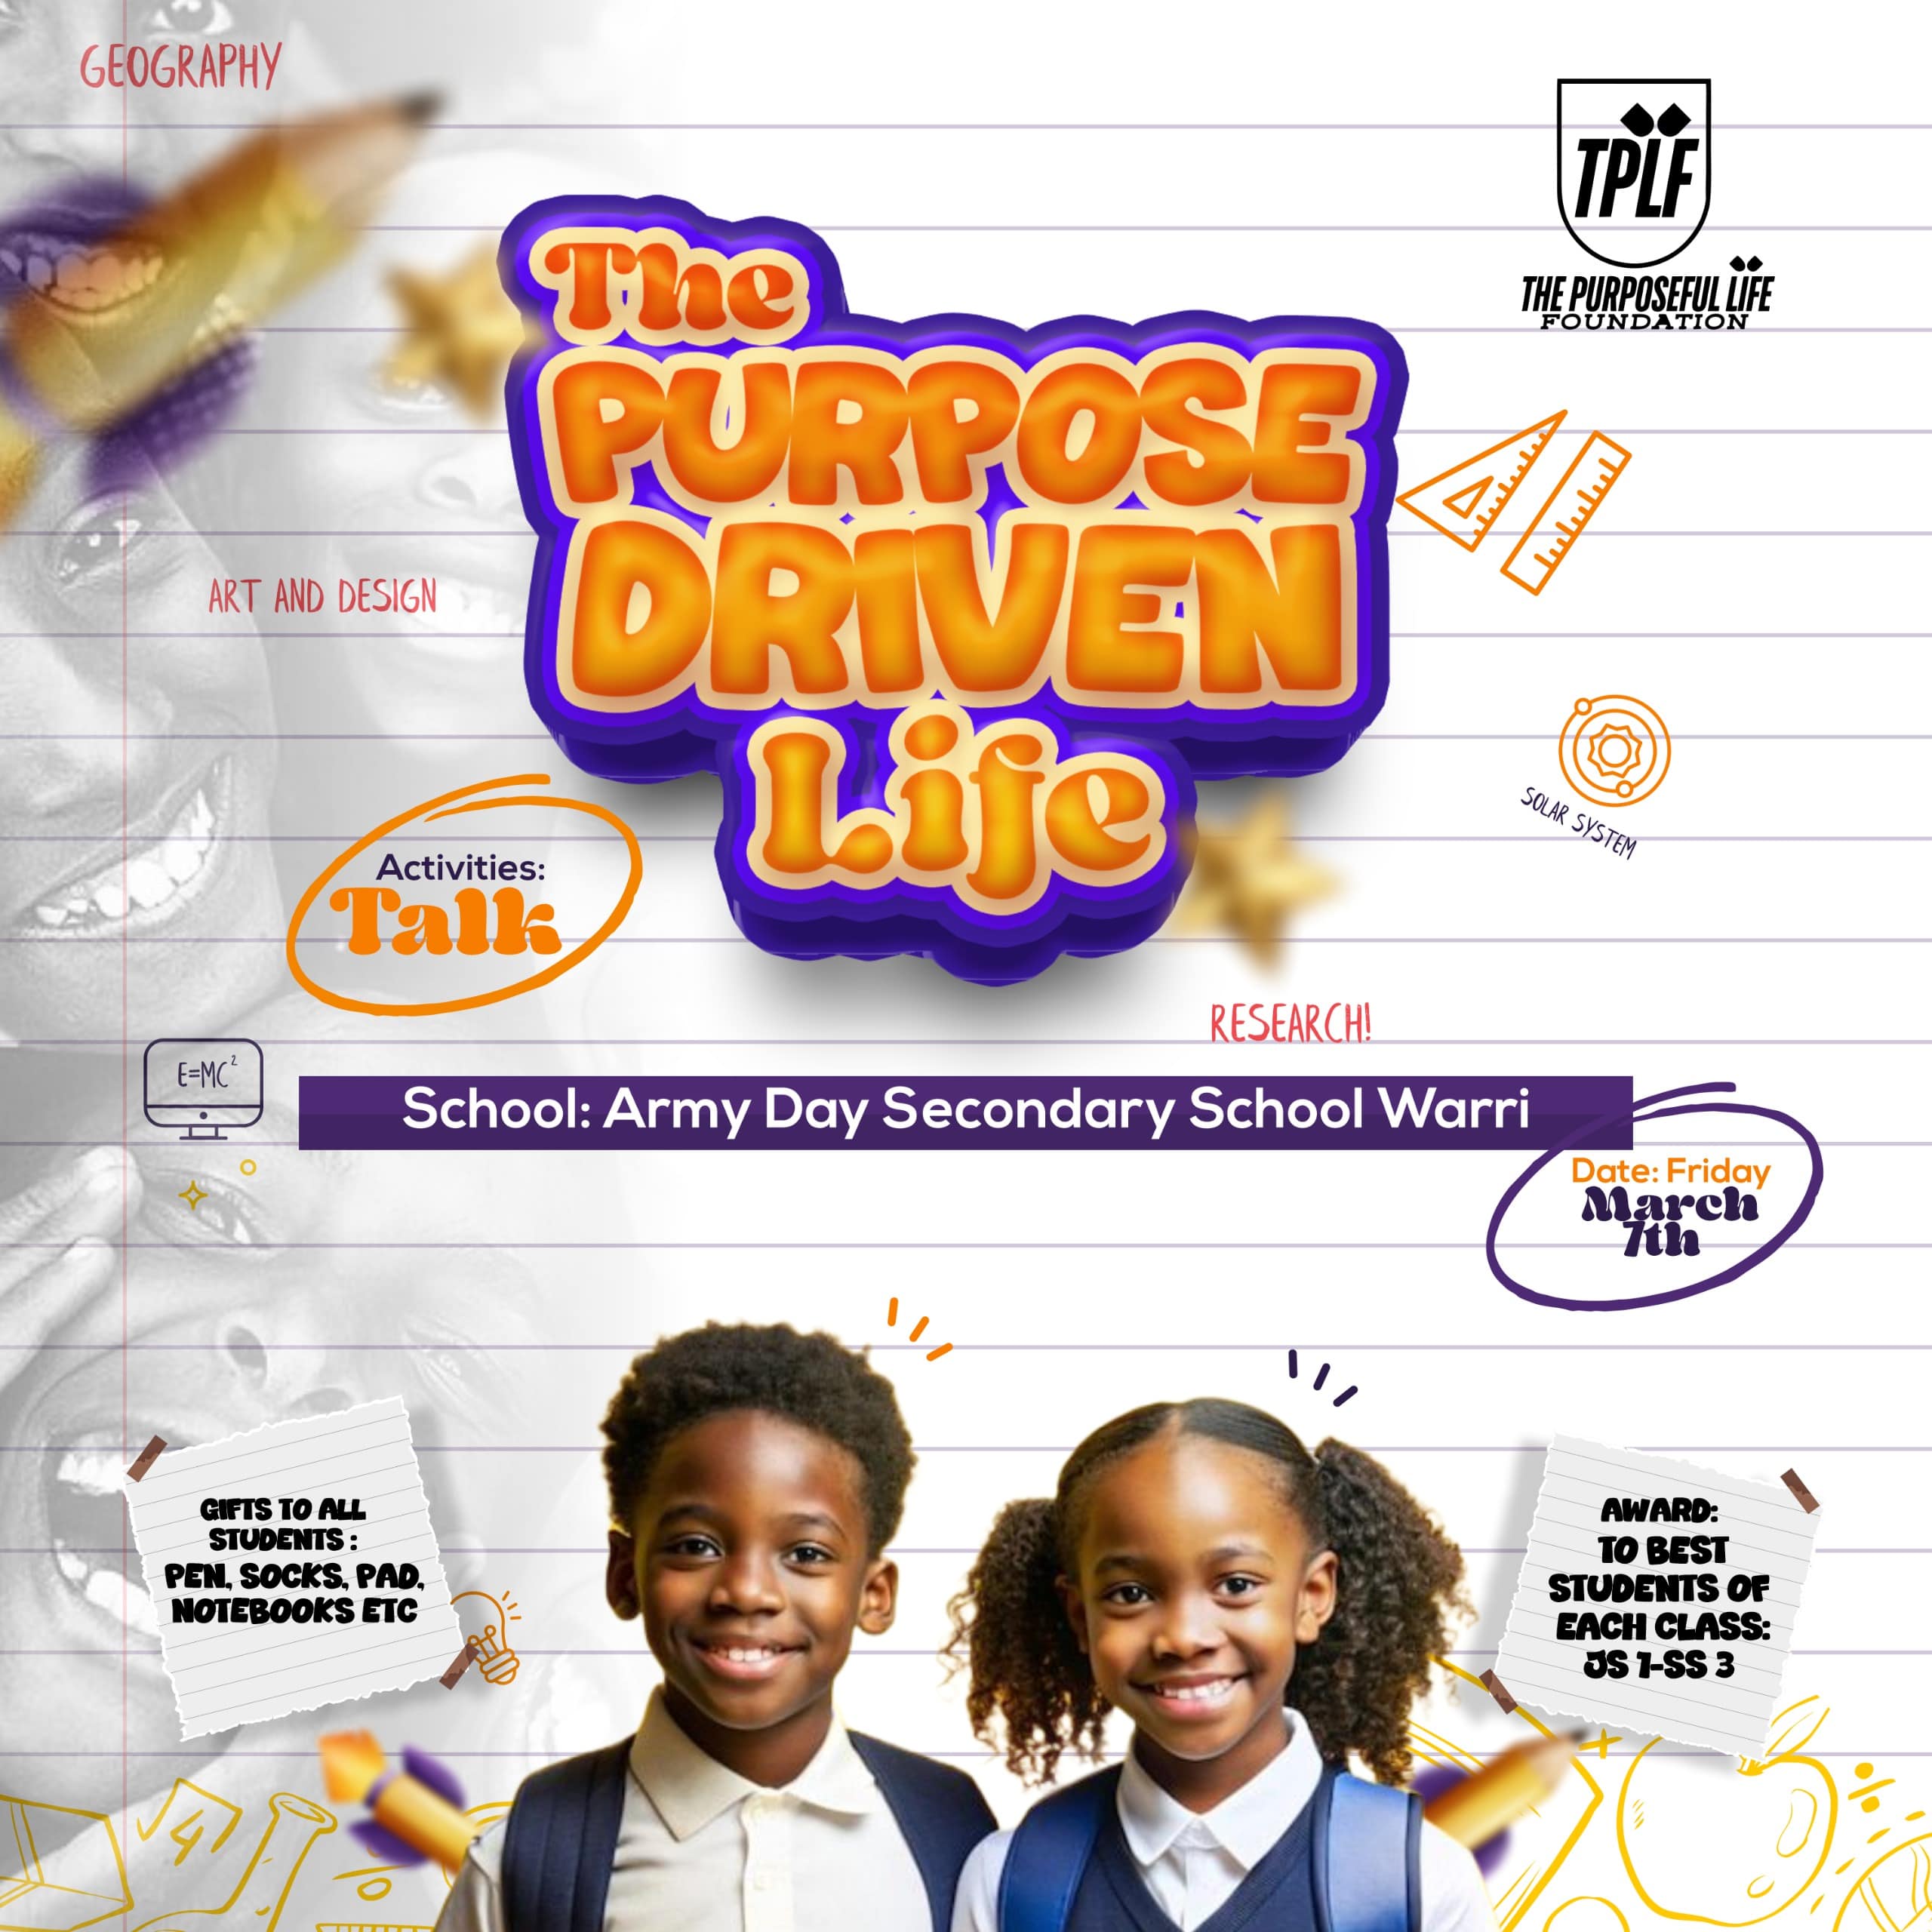 GEOGRAPHY
TPLF
THE PURPOSEFUL LIFE
FOUNDATION
The
PURPOSE
DRIVEN
Life
ART AND DESIGN
SOLAR SYSTEM
Activities:
Talk
RESEARCH!
E=MC²
School: Army Day Secondary School Warri
Date: Friday
March
7th
GIFTS TO ALL
STUDENTS :
PEN, SOCKS, PAD,
NOTEBOOKS ETC
AWARD:
TO BEST
STUDENTS OF
EACH CLASS:
JS 1-SS 3
√4